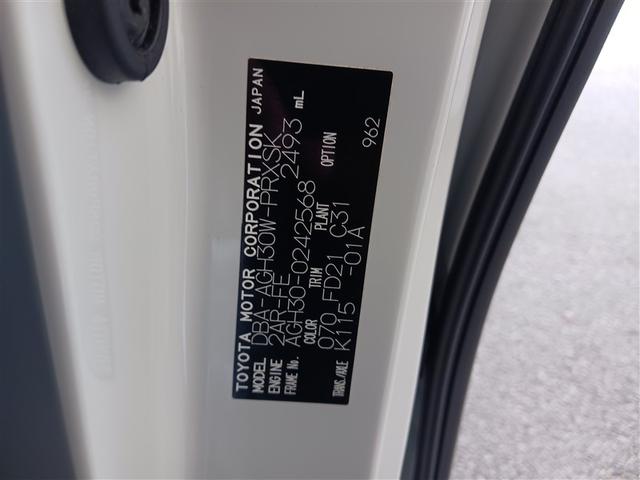 TOYOTA MOTOR CORPORATION JAPAN
MODEL DBA-AGH30W-PRXSK
ENGINE 2AR-FE 2493 mL
FRAME No. AGH30-0242568
COLOR TRIM PLANT OPTION
070 FD21 C31 962
TRANS./AXLE K115 -01A